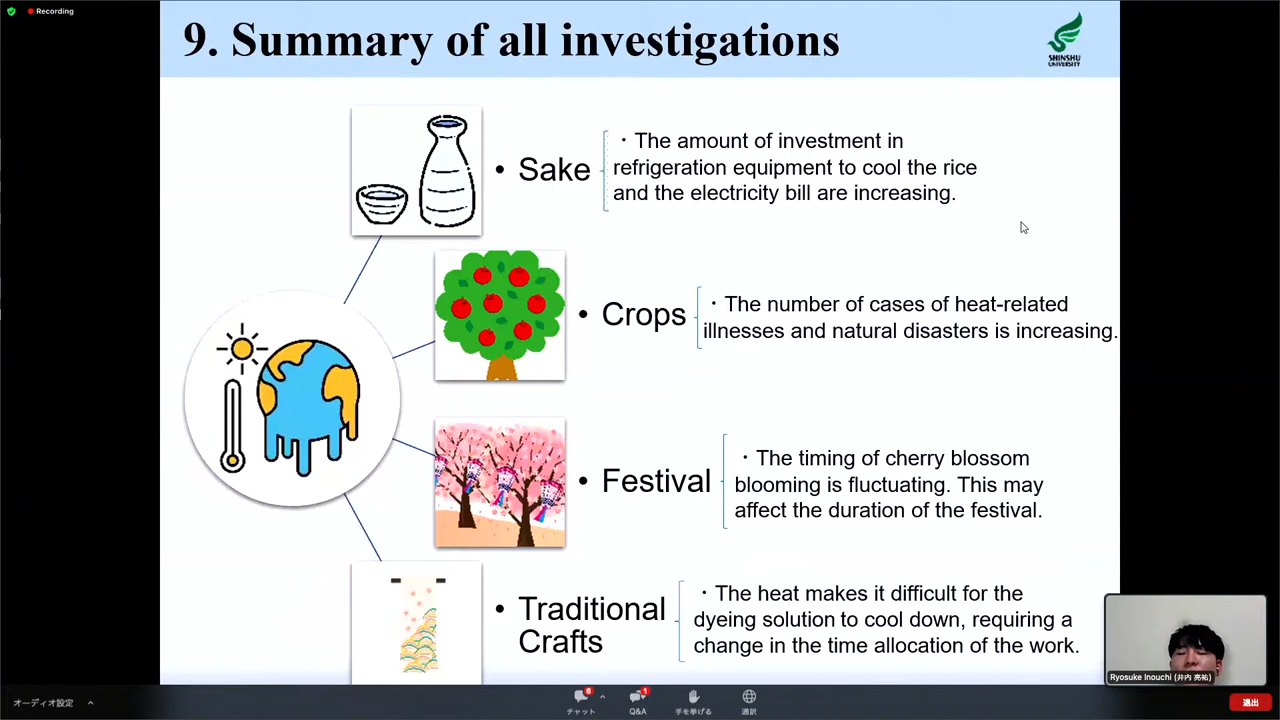 Recording
9. Summary of all investigations
SHINSHU
UNIVERSITY
• Sake
・The amount of investment in
refrigeration equipment to cool the rice
and the electricity bill are increasing.
• Crops
・The number of cases of heat-related
illnesses and natural disasters is increasing.
• Festival
・The timing of cherry blossom
blooming is fluctuating. This may
affect the duration of the festival.
• Traditional
Crafts
・The heat makes it difficult for the
dyeing solution to cool down, requiring a
change in the time allocation of the work.
Ryosuke Inouchi (井内 亮祐)
オーディオ設定
6
チャット
1
Q&A
手を挙げる
通訳
退出